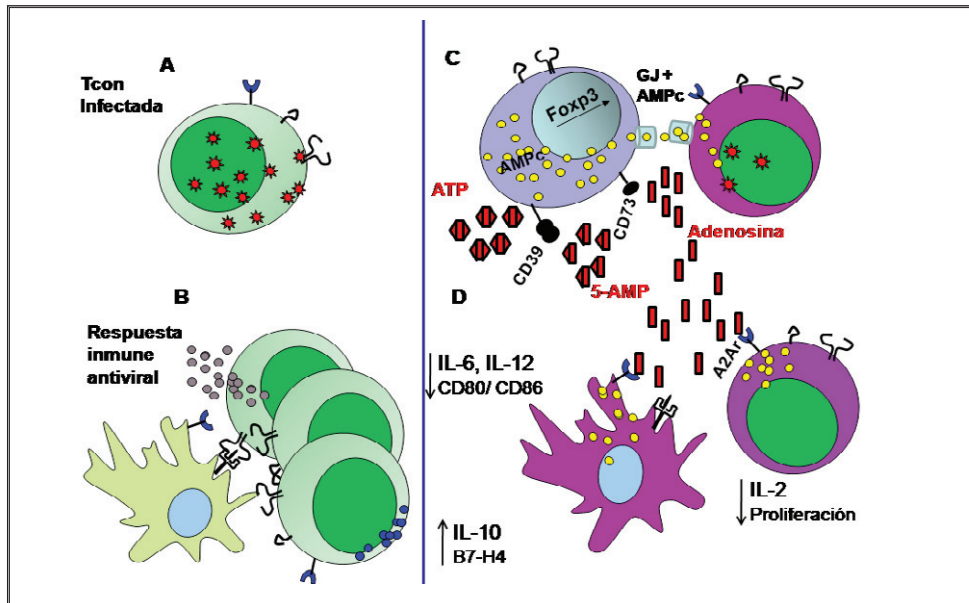 A
Tcon
Infectada
B
Respuesta
inmune
antiviral
C
Foxp3
AMPc
GJ+
AMPc
ATP
CD39
CD73
5-AMP
Adenosina
D
IL-6, IL-12
CD80/ CD86
IL-10
B7-H4
A2Ar
IL-2
Proliferación